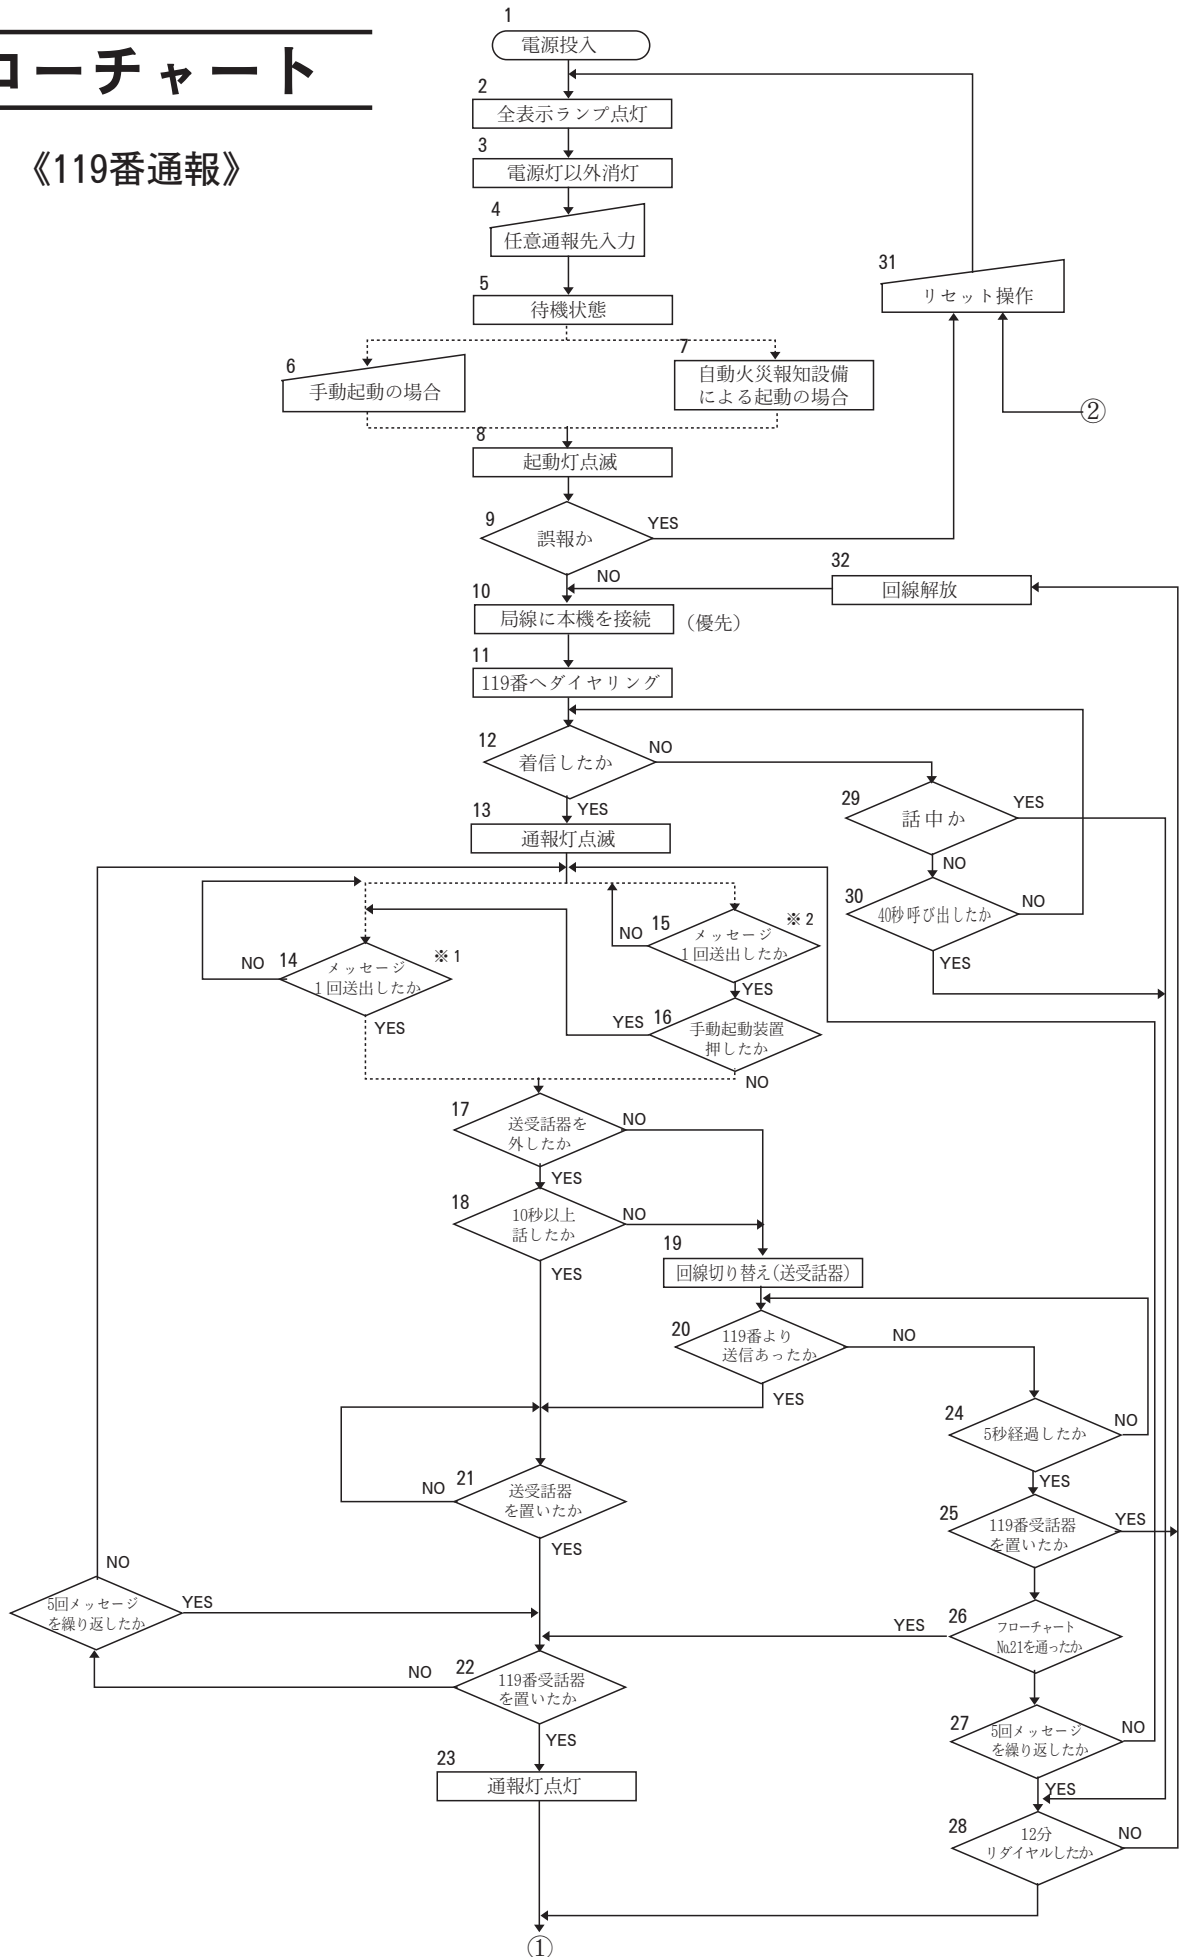 ローチャート
《119番通報》
1
電源投入
2
全表示ランプ点灯
3
電源灯以外消灯
4
任意通報先入力
5
待機状態
31
リセット操作
6
手動起動の場合
7
自動火災報知設備
による起動の場合
②
8
起動灯点滅
9
誤報か
YES
NO
32
回線解放
10
局線に本機を接続
（優先）
11
119番へダイヤリング
12
着信したか
NO
YES
29
話中か
YES
NO
13
通報灯点滅
30
40秒呼び出したか
NO
YES
14
メッセージ
1回送出したか
※1
NO
YES
15
メッセージ
1回送出したか
※2
NO
YES
16
手動起動装置
押したか
YES
NO
17
送受話器を
外したか
NO
YES
18
10秒以上
話したか
NO
YES
19
回線切り替え(送受話器)
20
119番より
送信あったか
NO
YES
24
5秒経過したか
NO
YES
21
送受話器
を置いたか
NO
YES
25
119番受話器
を置いたか
YES
NO
5回メッセージ
を繰り返したか
YES
26
フローチャート
No.21を通ったか
YES
22
119番受話器
を置いたか
NO
YES
27
5回メッセージ
を繰り返したか
NO
YES
23
通報灯点灯
28
12分
リダイヤルしたか
NO
①